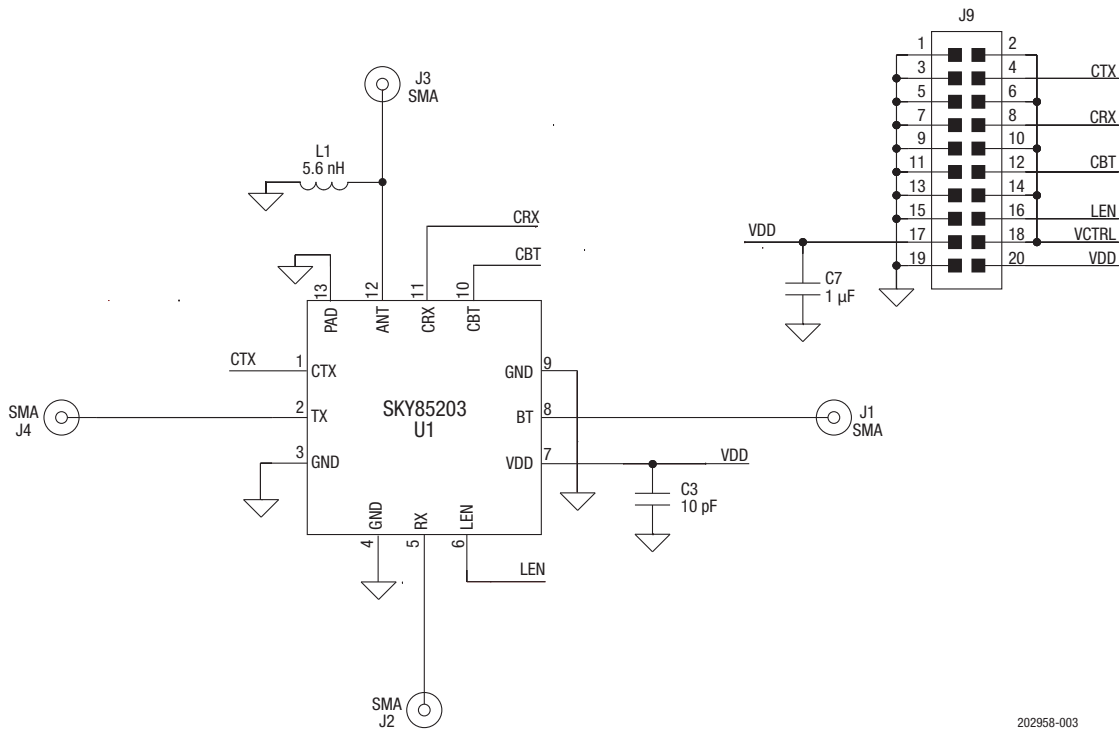 J9
1 2
3 4 CTX
5 6
7 8 CRX
9 10
11 12 CBT
13 14
15 16 LEN
VDD 17 18 VCTRL
19 20 VDD
C7
1 µF
J3
SMA
L1
5.6 nH
CRX
CBT
13 12 11 10
PAD ANT CRX CBT
CTX 1 CTX
GND 9
SMA
J4
2 TX
SKY85203
U1
BT 8
J1
SMA
3 GND
VDD 7 VDD
C3
10 pF
GND RX LEN
4 5 6
LEN
SMA
J2
202958-003